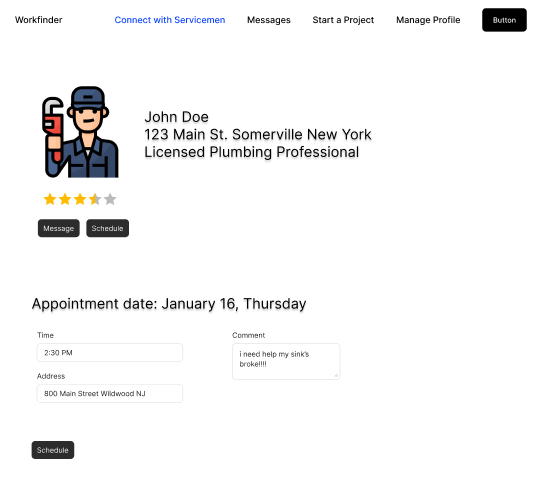 Workfinder
Connect with Servicemen
Messages
Start a Project
Manage Profile
Button
John Doe
123 Main St. Somerville New York
Licensed Plumbing Professional
Message
Schedule
Appointment date: January 16, Thursday
Time
2:30 PM
Address
800 Main Street Wildwood NJ
Comment
i need help my sink's
broke!!!!
Schedule